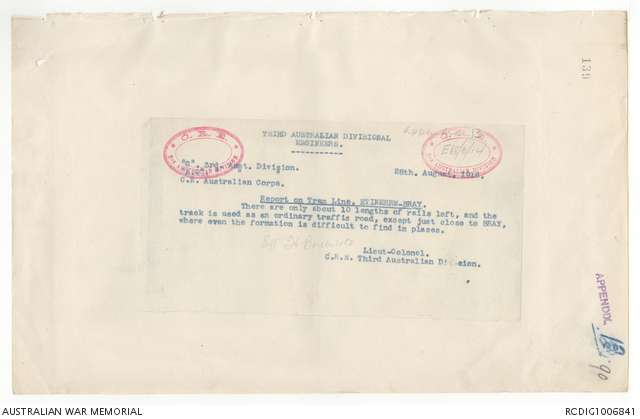 139
THIRD AUSTRALIAN DIVISIONAL
ENGINEERS.
C. R. E.
C. R. E.
"G". 3rd. Aust. Division.
28th. August, 1918.
C.E. Australian Corps.
Report on Tram Line, ETINEHEM-BRAY.
There are only about 10 lengths of rails left, and the
track is used as an ordinary traffic road, except just close to BRAY,
where even the formation is difficult to find in places.
Lieut-Colonel.
C.R.E. Third Australian Division.
APPENDIX
90
AUSTRALIAN WAR MEMORIAL
RCDIG1006841